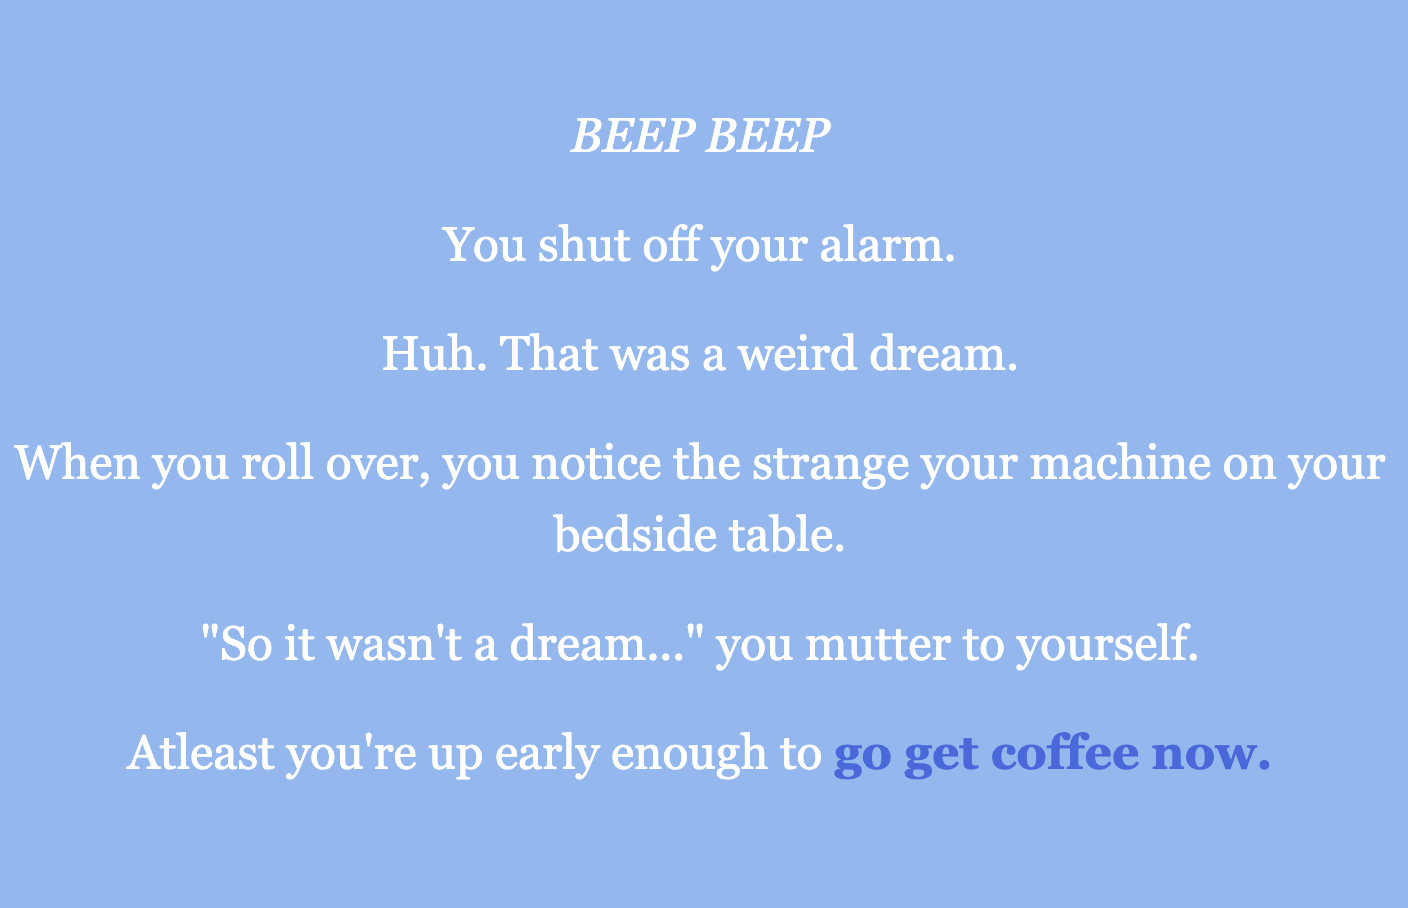 BEEP BEEP
You shut off your alarm.
Huh. That was a weird dream.
When you roll over, you notice the strange your machine on your
bedside table.
"So it wasn't a dream..." you mutter to yourself.
Atleast you're up early enough to go get coffee now.